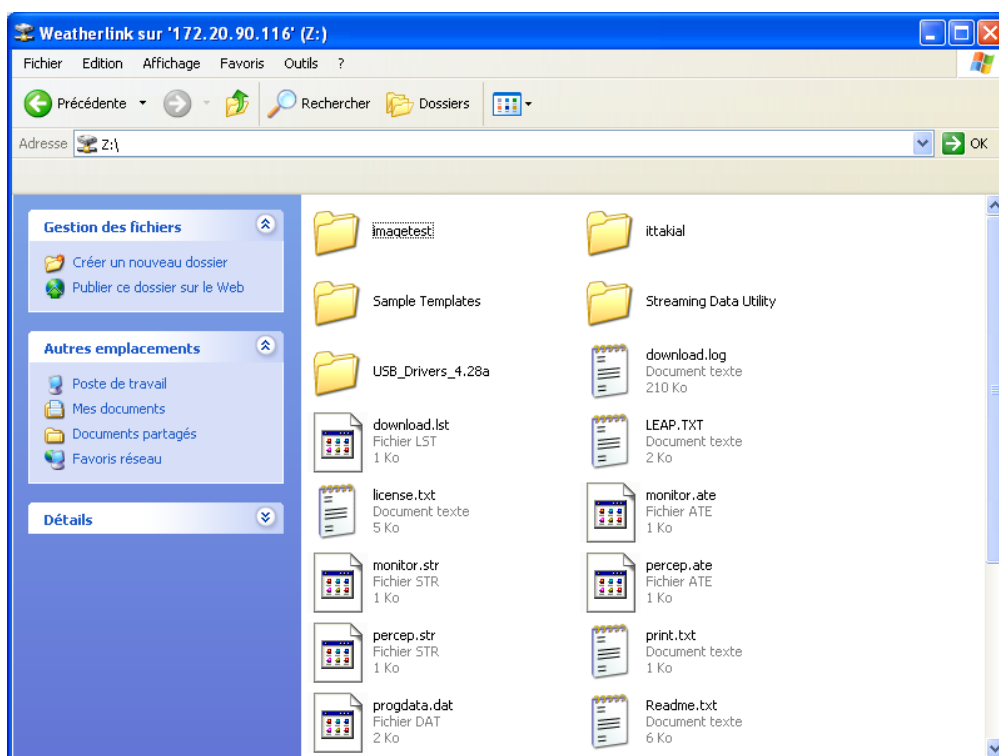 Weatherlink sur '172.20.90.116' (Z:)
Fichier Edition Affichage Favoris Outils ?
Précédente Rechercher Dossiers
Adresse Z:\ OK
Gestion des fichiers
Créer un nouveau dossier
Publier ce dossier sur le Web
Autres emplacements
Poste de travail
Mes documents
Documents partagés
Favoris réseau
Détails
imagetest
ittakial
Sample Templates
Streaming Data Utility
USB_Drivers_4.28a
download.log
Document texte
210 Ko
download.lst
Fichier LST
1 Ko
LEAP.TXT
Document texte
2 Ko
license.txt
Document texte
5 Ko
monitor.ate
Fichier ATE
1 Ko
monitor.str
Fichier STR
1 Ko
percep.ate
Fichier ATE
1 Ko
percep.str
Fichier STR
1 Ko
print.txt
Document texte
1 Ko
progdata.dat
Fichier DAT
2 Ko
Readme.txt
Document texte
6 Ko